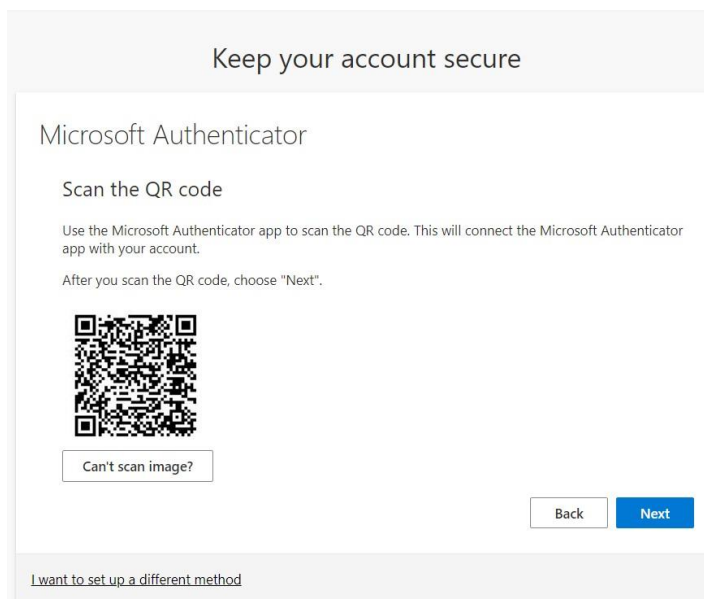 Keep your account secure
Microsoft Authenticator
Scan the QR code
Use the Microsoft Authenticator app to scan the QR code. This will connect the Microsoft Authenticator
app with your account.
After you scan the QR code, choose "Next".
Can't scan image?
Back
Next
I want to set up a different method